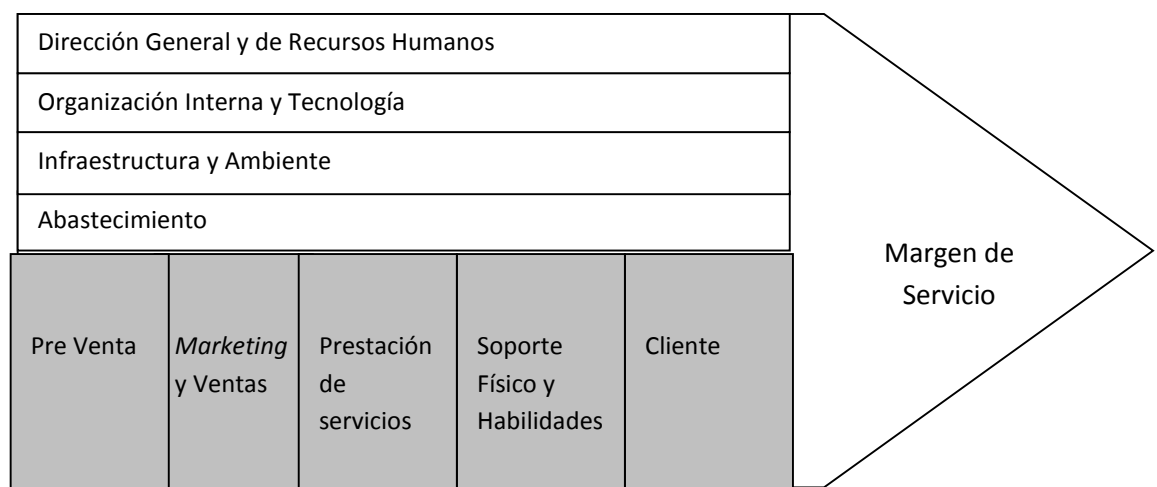 Dirección General y de Recursos Humanos
Organización Interna y Tecnología
Infraestructura y Ambiente
Abastecimiento
Margen de
Servicio
Pre Venta
Marketing
y Ventas
Prestación
de
servicios
Soporte
Físico y
Habilidades
Cliente